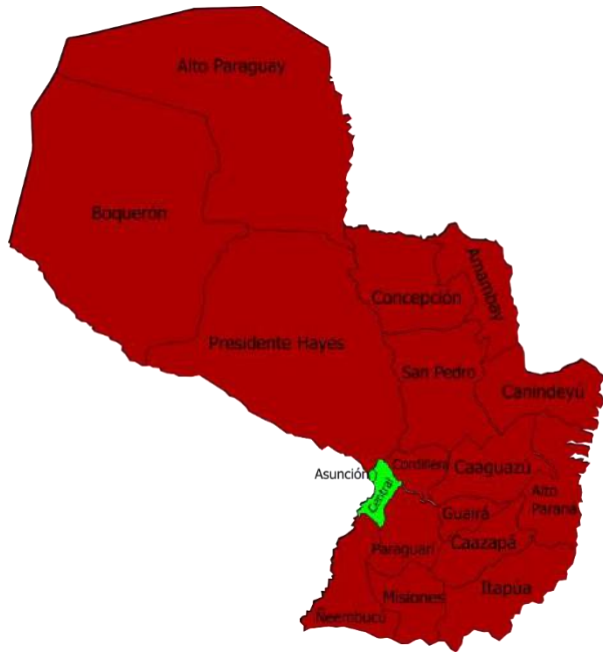 Alto Paraguay
Boquerón
Amambay
Concepción
Presidente Hayes
San Pedro
Canindeyú
Cordillera
Caaguazú
Asunción
Central
Alto
Paraná
Guairá
Caazapá
Paraguarí
Itapua
Misiones
Ñeembucú